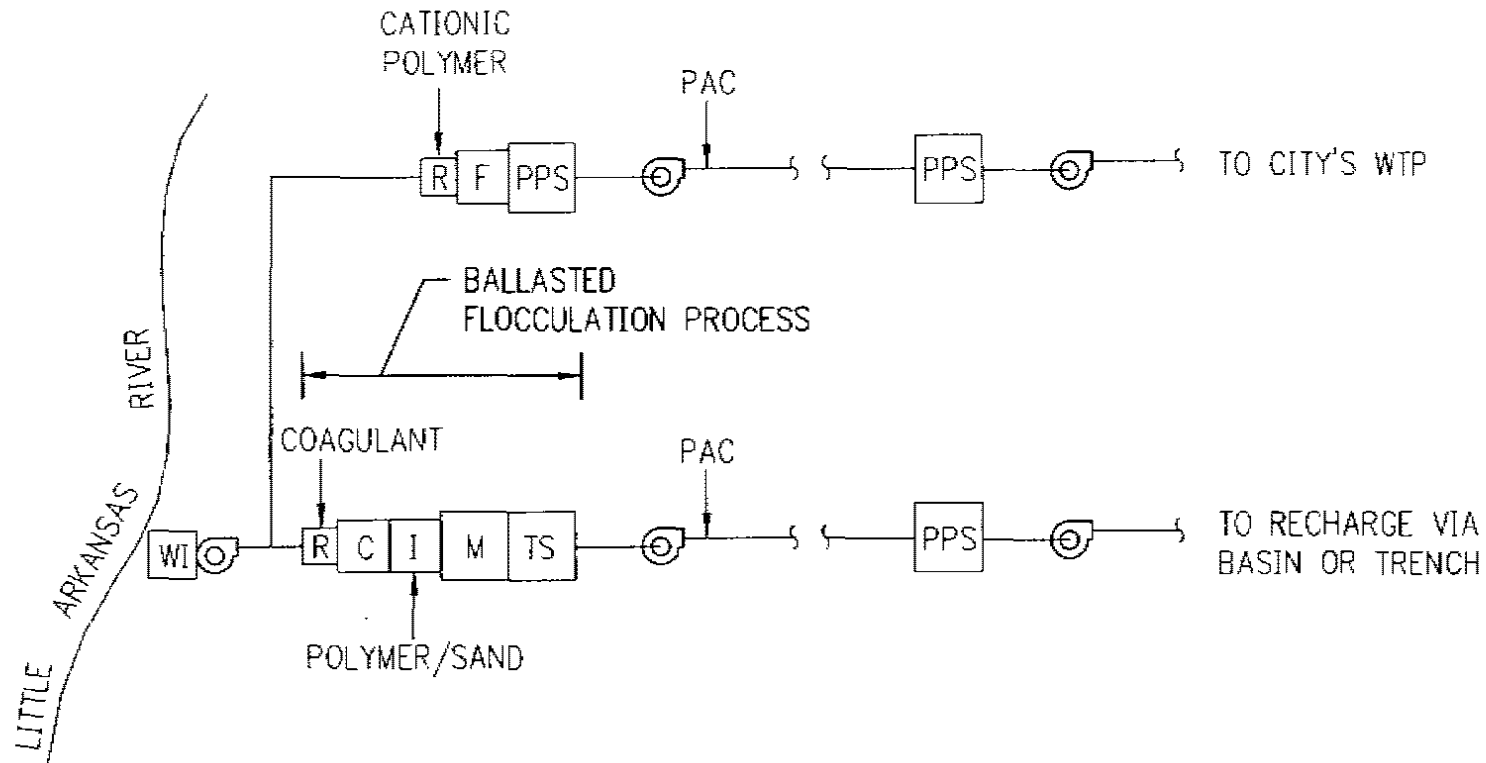 CATIONIC
POLYMER
PAC
R F PPS
PPS
TO CITY'S WTP
BALLASTED
FLOCCULATION PROCESS
LITTLE ARKANSAS RIVER
COAGULANT
PAC
WI
R C I M TS
PPS
TO RECHARGE VIA
BASIN OR TRENCH
POLYMER/SAND